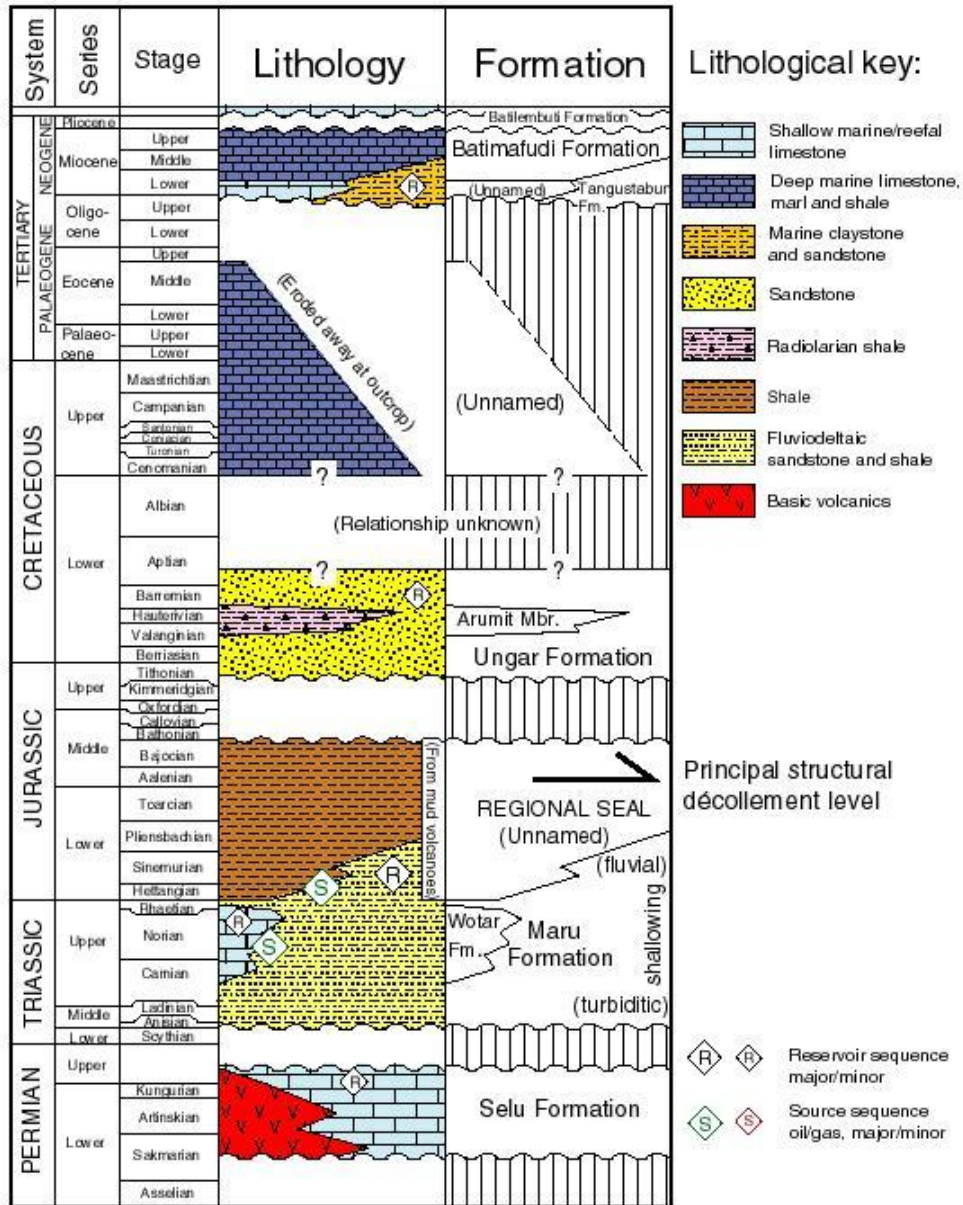 System
Series
Stage
Lithology
Formation
TERTIARY
NEOGENE
PALAEOGENE
Pliocene
Miocene
Upper
Middle
Lower
Oligo-
cene
Upper
Lower
Eocene
Upper
Middle
Lower
Palaeo-
cene
Upper
Lower
CRETACEOUS
Upper
Maastrichtian
Campanian
Santonian
Coniacian
Turonian
Cenomanian
Lower
Albian
Aptian
Barremian
Hauterivian
Valanginian
Berriasian
JURASSIC
Upper
Tithonian
Kimmeridgian
Oxfordian
Middle
Callovian
Bathonian
Bajocian
Aalenian
Lower
Toarcian
Pliensbachian
Sinemurian
Hettangian
TRIASSIC
Upper
Rhaetian
Norian
Carnian
Middle
Ladinian
Anisian
Lower
Scythian
PERMIAN
Upper
Lower
Kungurian
Artinskian
Sakmarian
Asselian
R
(Eroded away at outcrop)
?
(Relationship unknown)
?
R
(From mud volcanoes)
S
R
R
S
R
Batilembuti Formation
Batimafudi Formation
(Unnamed)
Tangustabun
Fm.
(Unnamed)
?
?
Arumit Mbr.
Ungar Formation
REGIONAL SEAL
(Unnamed)
(fluvial)
shallowing
Wotar
Fm.
Maru
Formation
(turbiditic)
Selu Formation
Lithological key:
Shallow marine/reefal
limestone
Deep marine limestone,
marl and shale
Marine claystone
and sandstone
Sandstone
Radiolarian shale
Shale
Fluviodeltaic
sandstone and shale
Basic volcanics
Principal structural
décollement level
R R Reservoir sequence
major/minor
S S Source sequence
oil/gas, major/minor